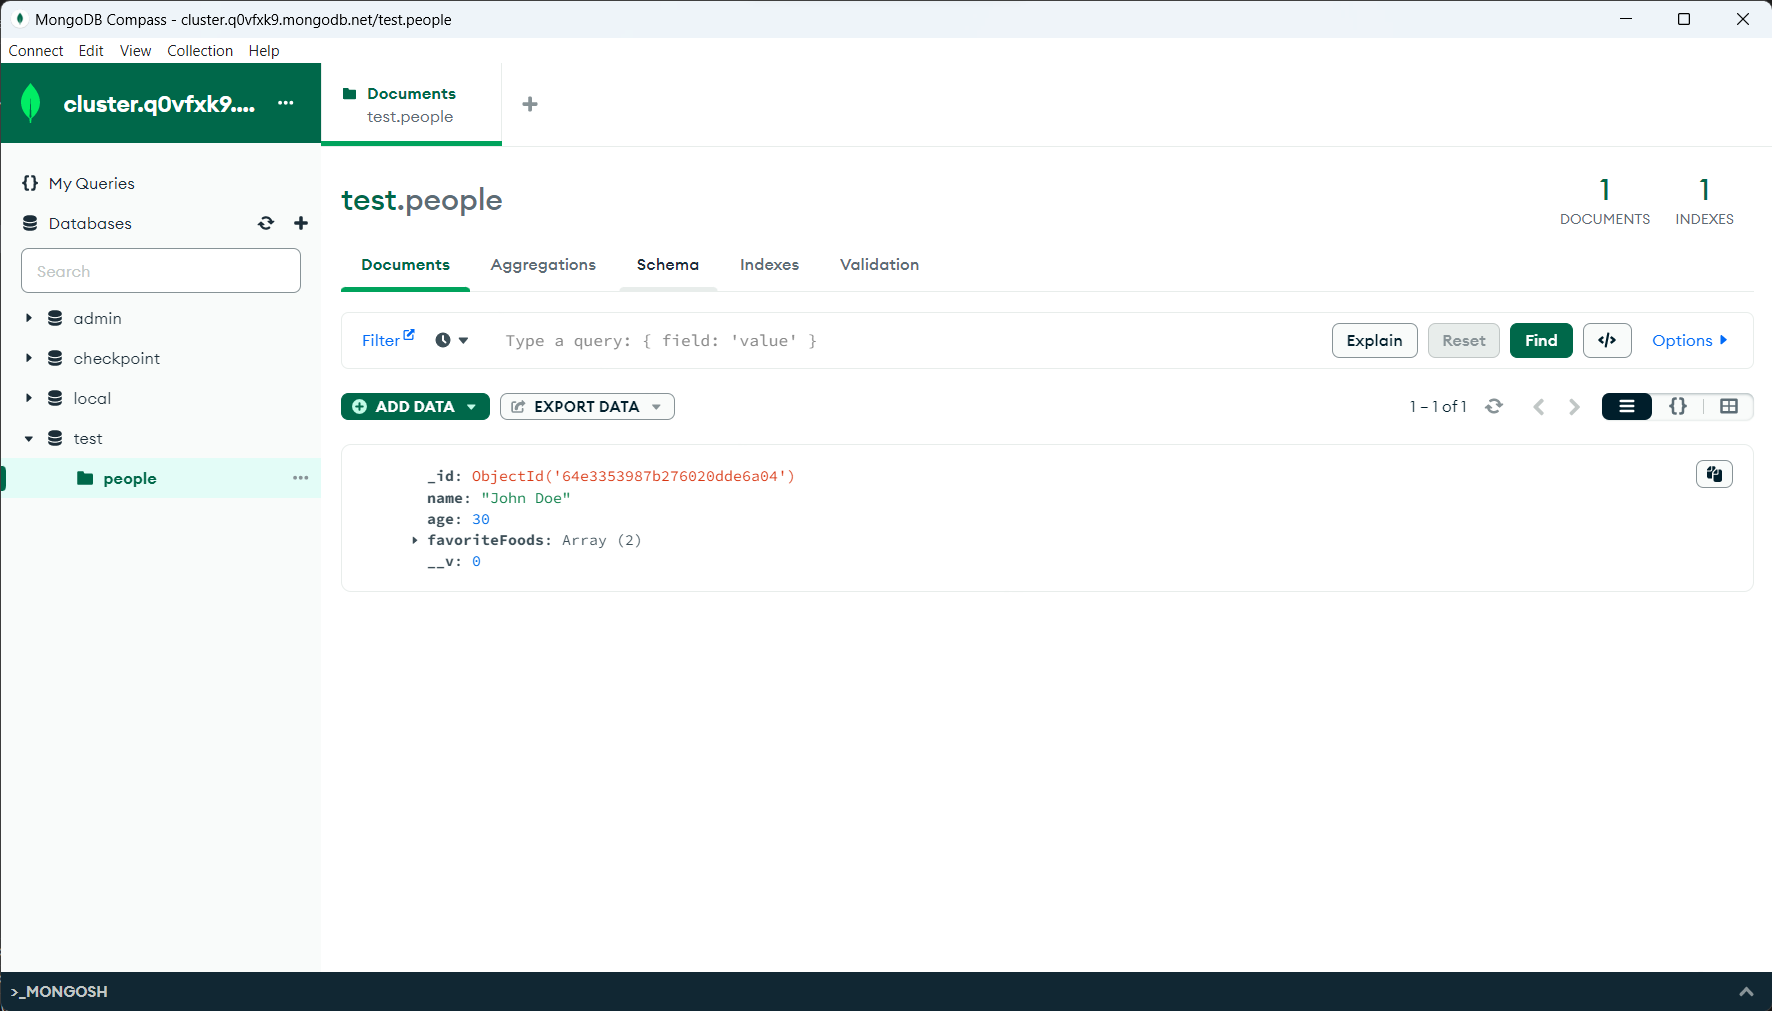 MongoDB Compass - cluster.q0vfxk9.mongodb.net/test.people
Connect Edit View Collection Help
cluster.q0vfxk9....
Documents
test.people
My Queries
Databases
Search
admin
checkpoint
local
test
people
test.people
1
DOCUMENTS
1
INDEXES
Documents Aggregations Schema Indexes Validation
Filter Type a query: { field: 'value' } Explain Reset Find </> Options
ADD DATA EXPORT DATA 1 – 1 of 1 {}
_id: ObjectId('64e3353987b276020dde6a04')
name: "John Doe"
age: 30
favoriteFoods: Array (2)
__v: 0
>_MONGOSH